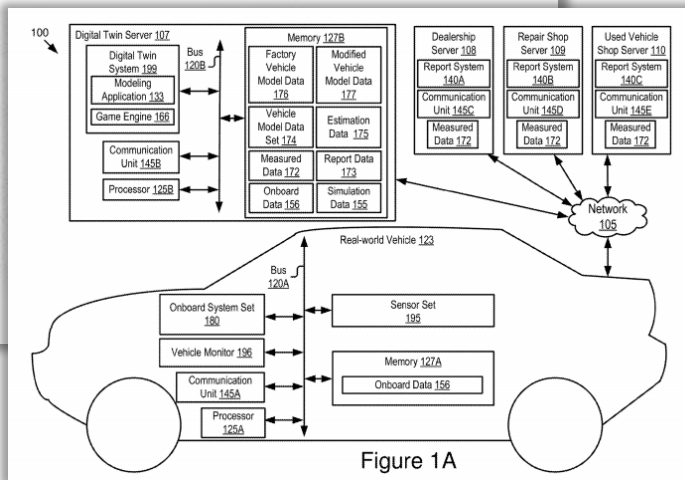 100
Digital Twin Server 107
Digital Twin
System 199
Modeling
Application 133
Game Engine 166
Communication
Unit 145B
Processor 125B
Bus
120B
Memory 127B
Factory
Vehicle
Model Data
176
Modified
Vehicle
Model Data
177
Vehicle
Model Data
Set 174
Estimation
Data 175
Measured
Data 172
Report Data
173
Onboard
Data 156
Simulation
Data 155
Dealership
Server 108
Report System
140A
Communication
Unit 145C
Measured
Data 172
Repair Shop
Server 109
Report System
140B
Communication
Unit 145D
Measured
Data 172
Used Vehicle
Shop Server 110
Report System
140C
Communication
Unit 145E
Measured
Data 172
Network
105
Real-world Vehicle 123
Bus
120A
Onboard System Set
180
Vehicle Monitor 196
Communication
Unit 145A
Processor
125A
Sensor Set
195
Memory 127A
Onboard Data 156
Figure 1A